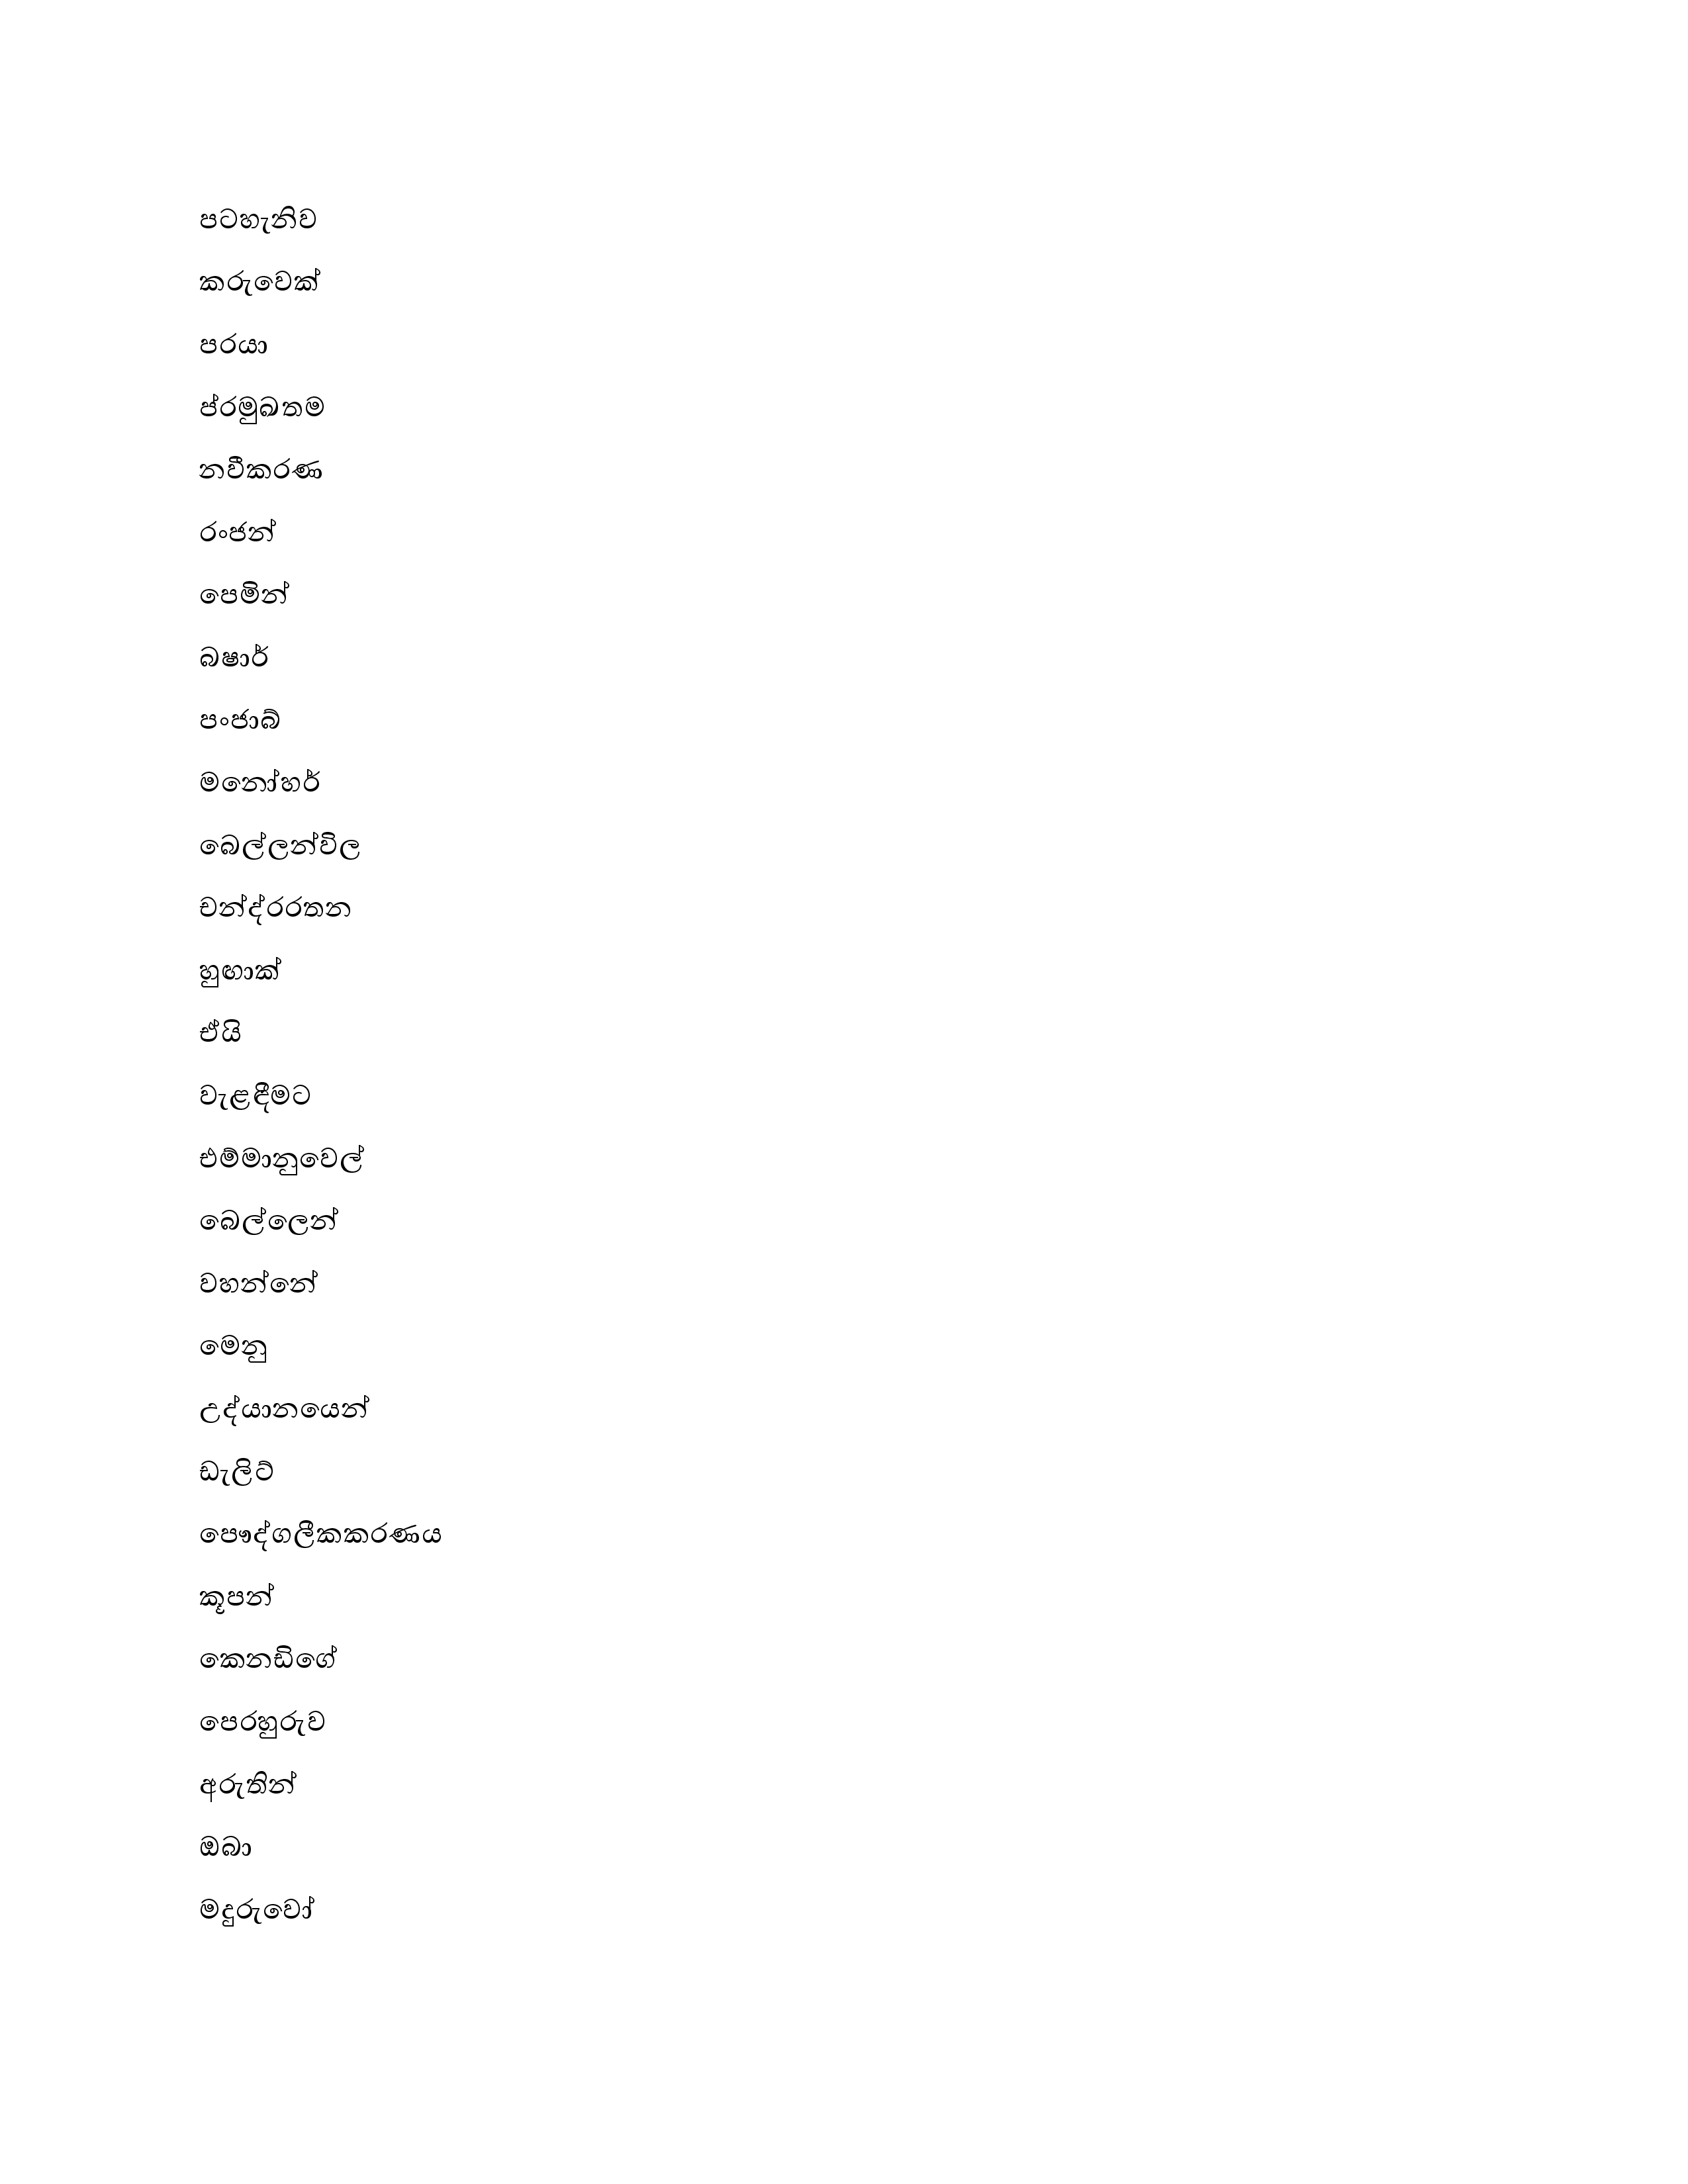 පටහැනිව
කරුවෙක්
පරයා
ප්රමුඛතම
නවීකරණ
රංජන්
පෙමින්
බෂාර්
පංජාබ්
මනෝහර්
බෙල්ලන්විල
චන්ද්රරතන
හුඟාක්
ඒයි
වැළඳීමට
එම්මානුවෙල්
බෙල්ලෙන්
වහන්නේ
මෙනු
උද්යානයෙන්
ඩැලිට්
පෞද්ගලීකකරණය
කූපන්
කෙනඩිගේ
පෙරහුරුව
අරුතින්
ඔබා
මදුරුවෝ